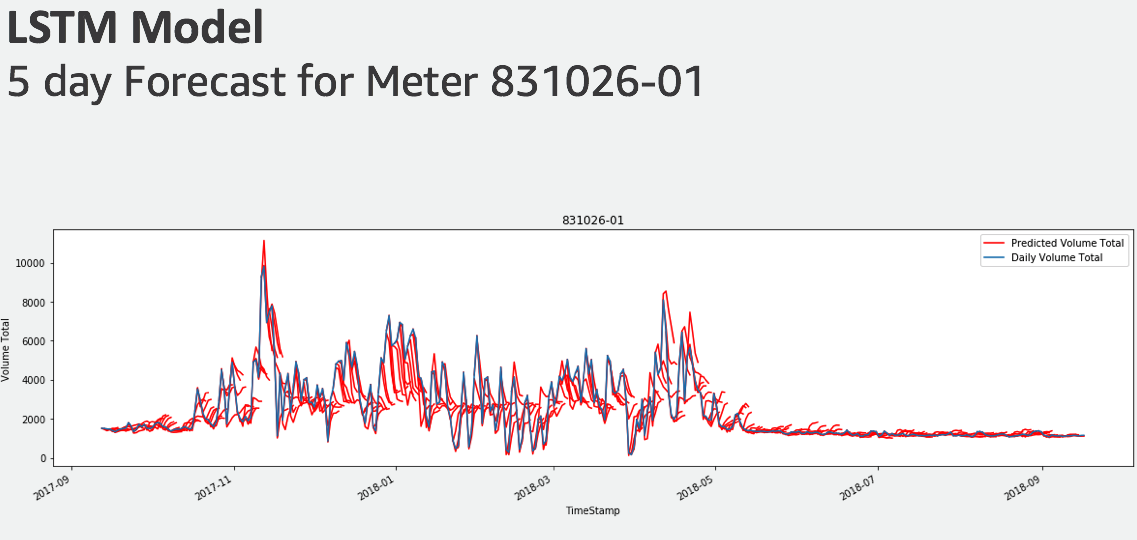 LSTM Model
5 day Forecast for Meter 831026-01
831026-01
Predicted Volume Total
Daily Volume Total
Volume Total
10000
8000
6000
4000
2000
0
2017-09
2017-11
2018-01
2018-03
2018-05
2018-07
2018-09
TimeStamp